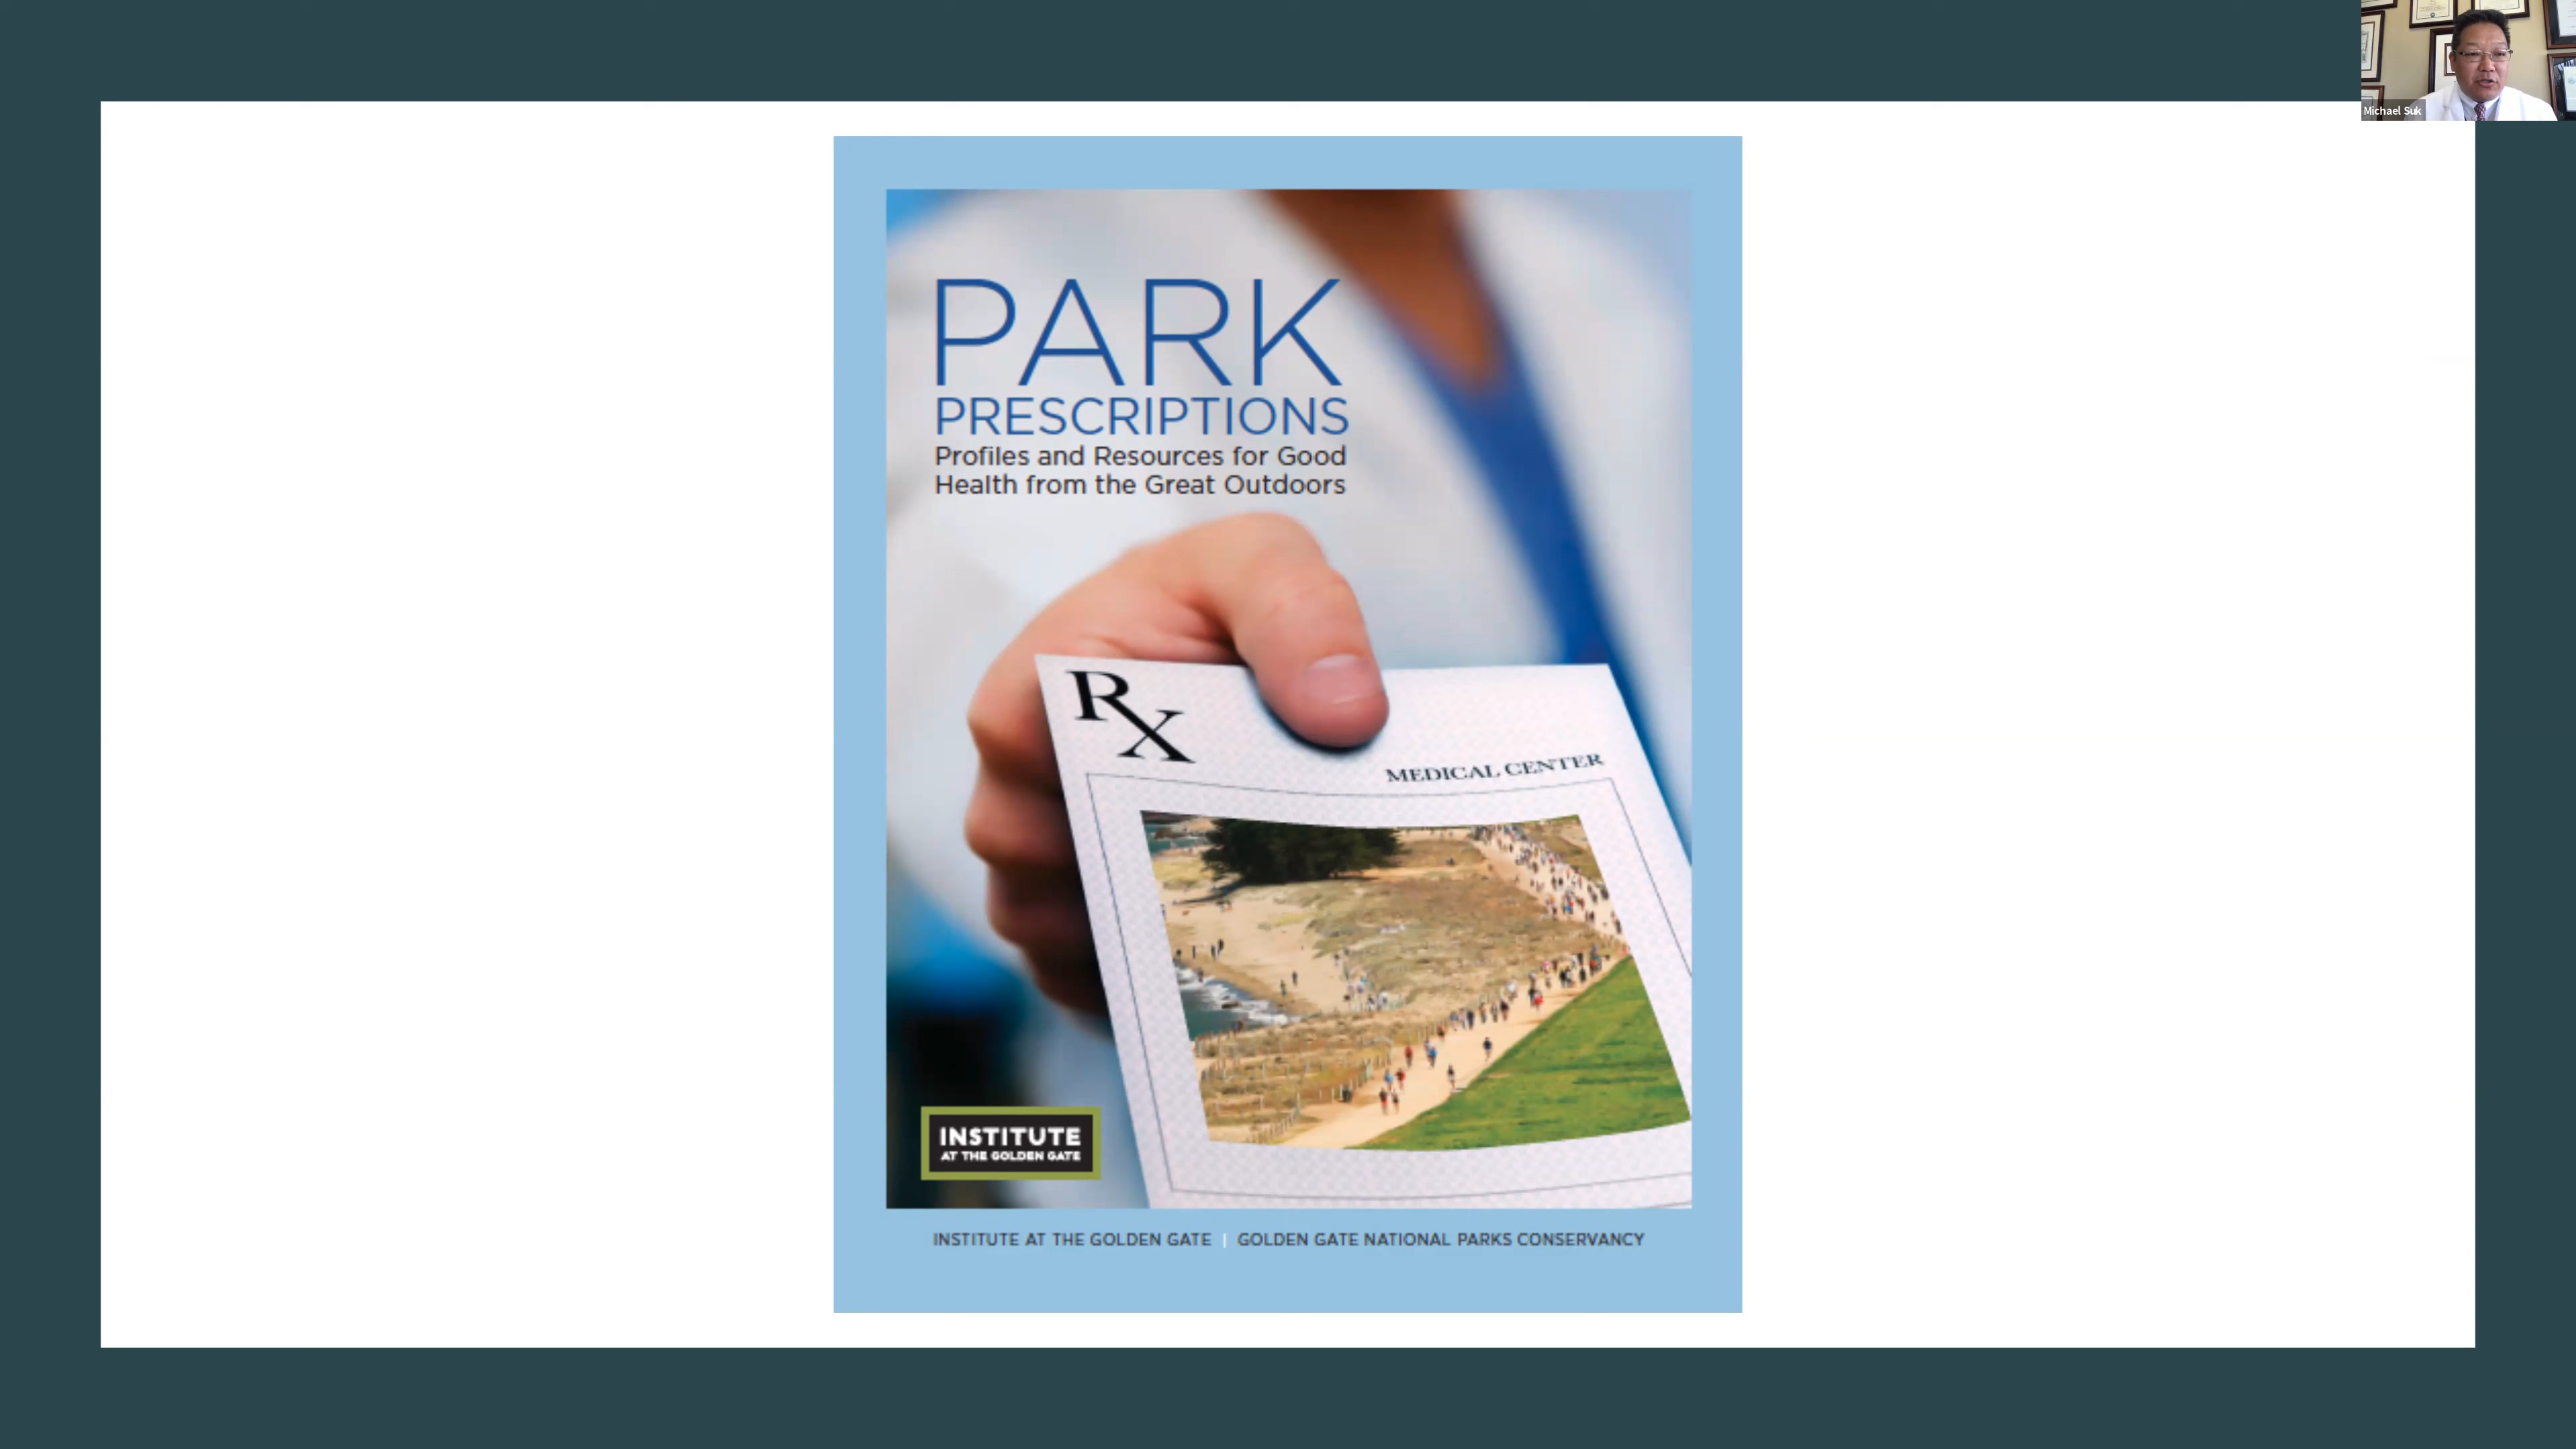 Michael Suk
PARK
PRESCRIPTIONS
Profiles and Resources for Good
Health from the Great Outdoors
RX
MEDICAL CENTER
INSTITUTE
AT THE GOLDEN GATE
INSTITUTE AT THE GOLDEN GATE | GOLDEN GATE NATIONAL PARKS CONSERVANCY